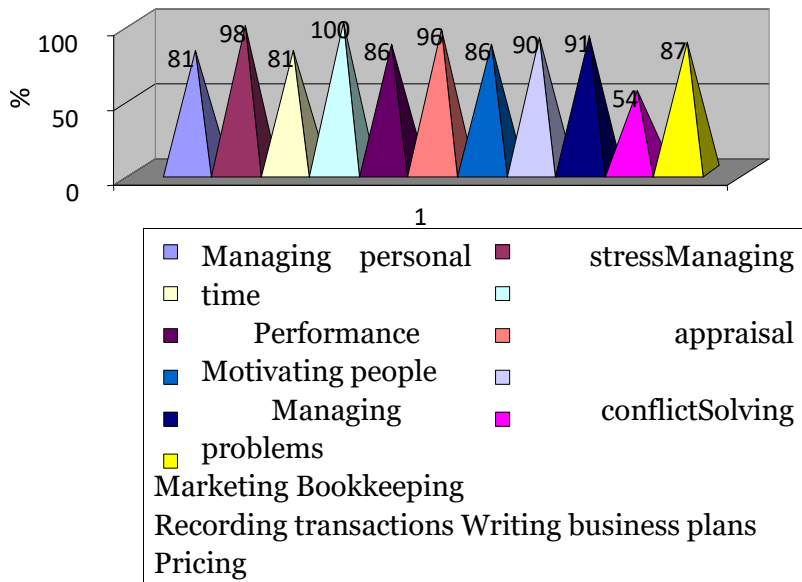 100
50
0
%
81
98
81
100
86
96
86
90
91
54
87
1
Managing personal stressManaging
time
Performance appraisal
Motivating people
Managing conflictSolving
problems
Marketing Bookkeeping
Recording transactions Writing business plans
Pricing